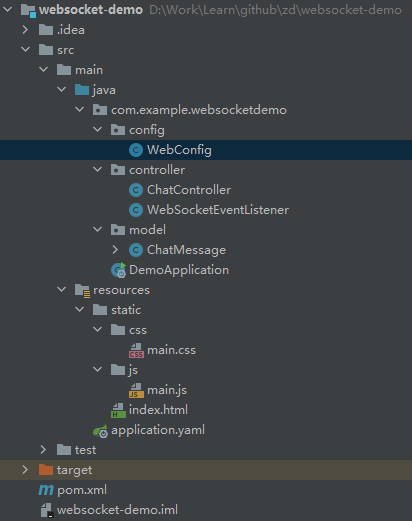 websocket-demo D:\Work\Learn\github\zd\websocket-demo
.idea
src
main
java
com.example.websocketdemo
config
WebConfig
controller
ChatController
WebSocketEventListener
model
ChatMessage
DemoApplication
resources
static
css
main.css
js
main.js
index.html
application.yaml
test
target
pom.xml
websocket-demo.iml